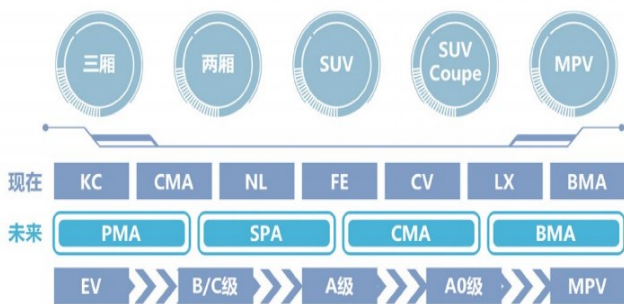 三厢 两厢 SUV SUV Coupe MPV
现在 KC CMA NL FE CV LX BMA
未来 PMA SPA CMA BMA
EV B/C级 A级 A0级 MPV